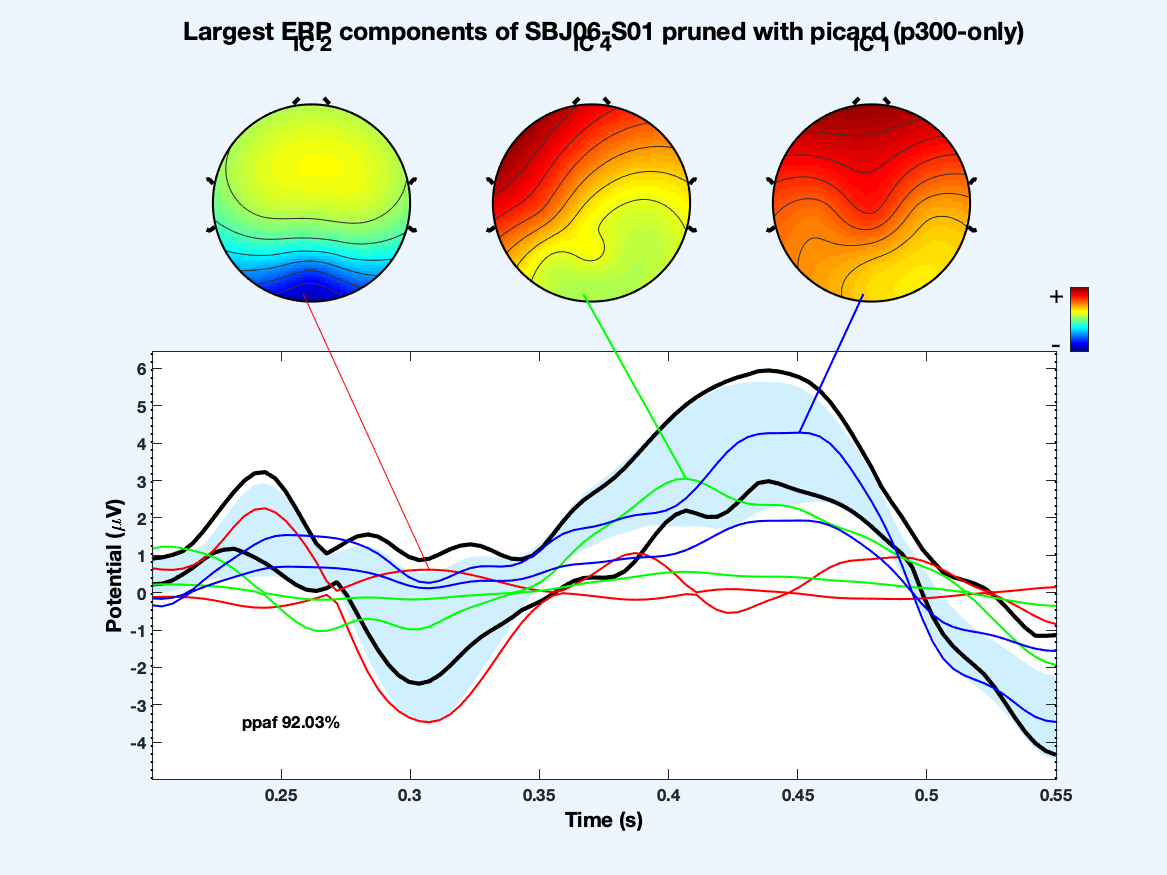 Largest ERP components of SBJ06-S01 pruned with picard (p300-only)
IC 2 IC 4 IC 1
+
-
6
5
4
3
2
1
0
-1
-2
-3
-4
Potential (μV)
ppaf 92.03%
0.25 0.3 0.35 0.4 0.45 0.5 0.55
Time (s)